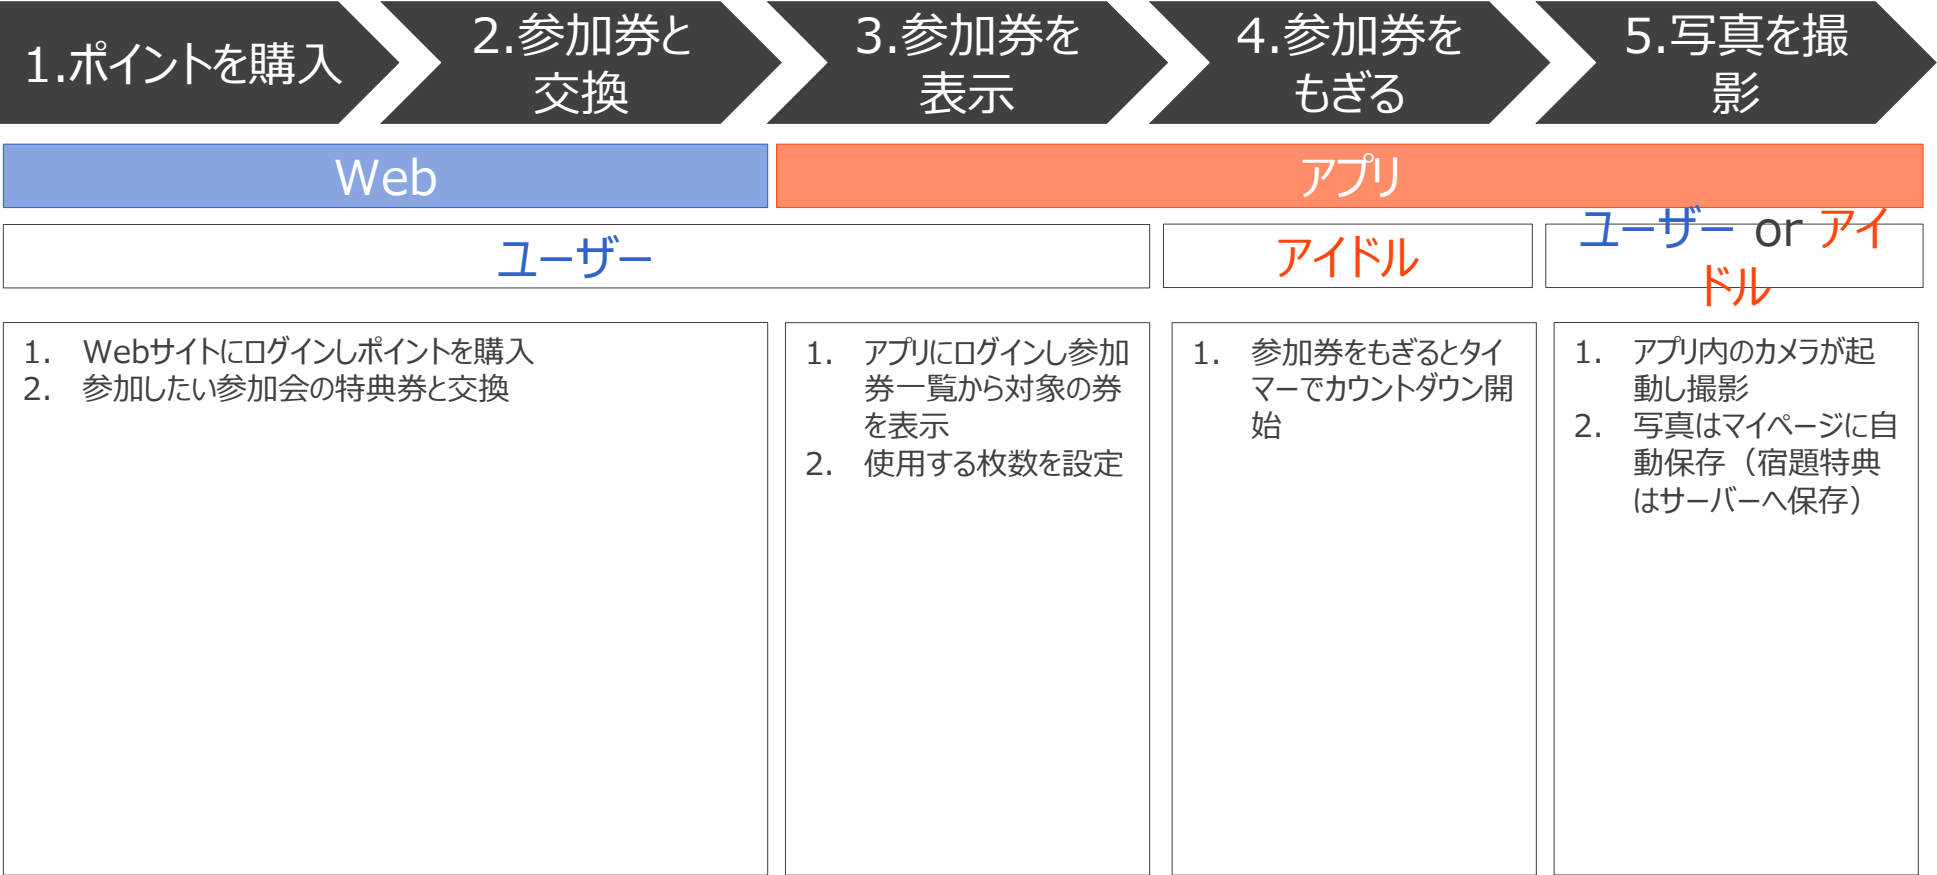 1.ポイントを購入
2.参加券と
交換
3.参加券を
表示
4.参加券を
もぎる
5.写真を撮
影
Web
アプリ
ユーザー
アイドル
ユーザー or アイ
ドル
1. Webサイトにログインしポイントを購入
2. 参加したい参加会の特典券と交換
1. アプリにログインし参加
券一覧から対象の券
を表示
2. 使用する枚数を設定
1. 参加券をもぎるとタイ
マーでカウントダウン開
始
1. アプリ内のカメラが起
動し撮影
2. 写真はマイページに自
動保存（宿題特典
はサーバーへ保存）